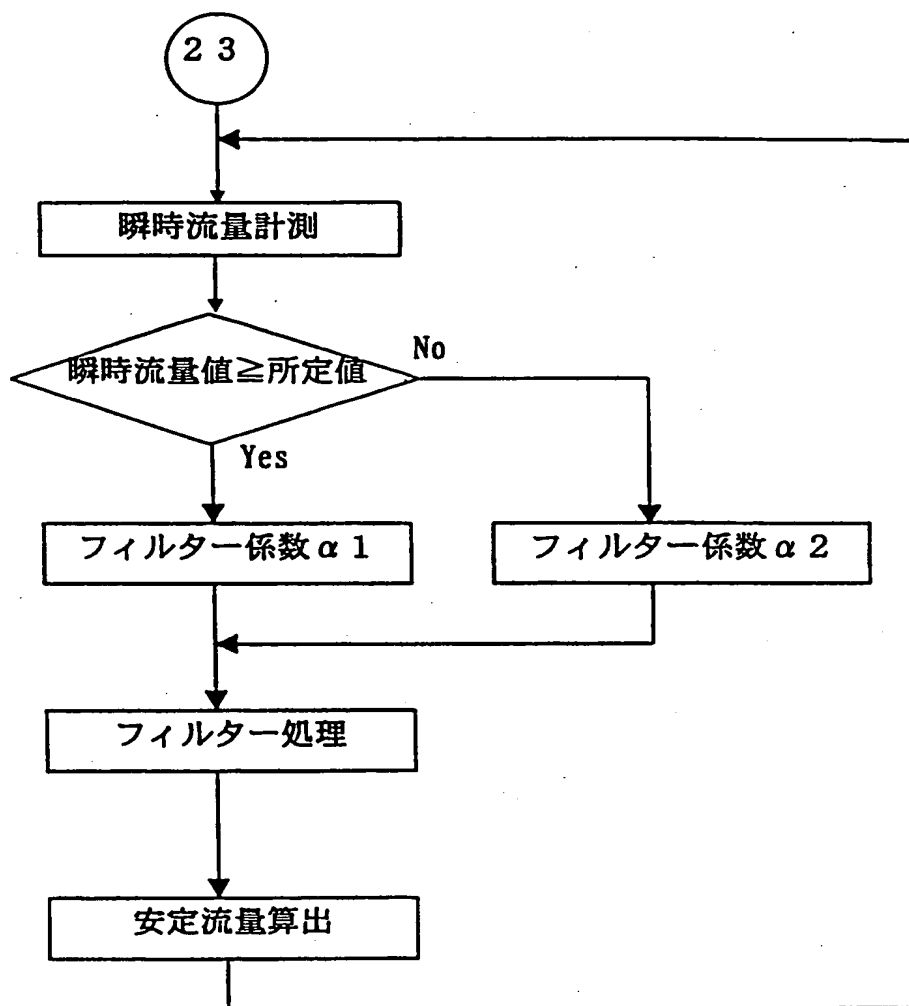 ２３
瞬時流量計測
瞬時流量値≧所定値
No
Yes
フィルター係数α１
フィルター係数α２
フィルター処理
安定流量算出